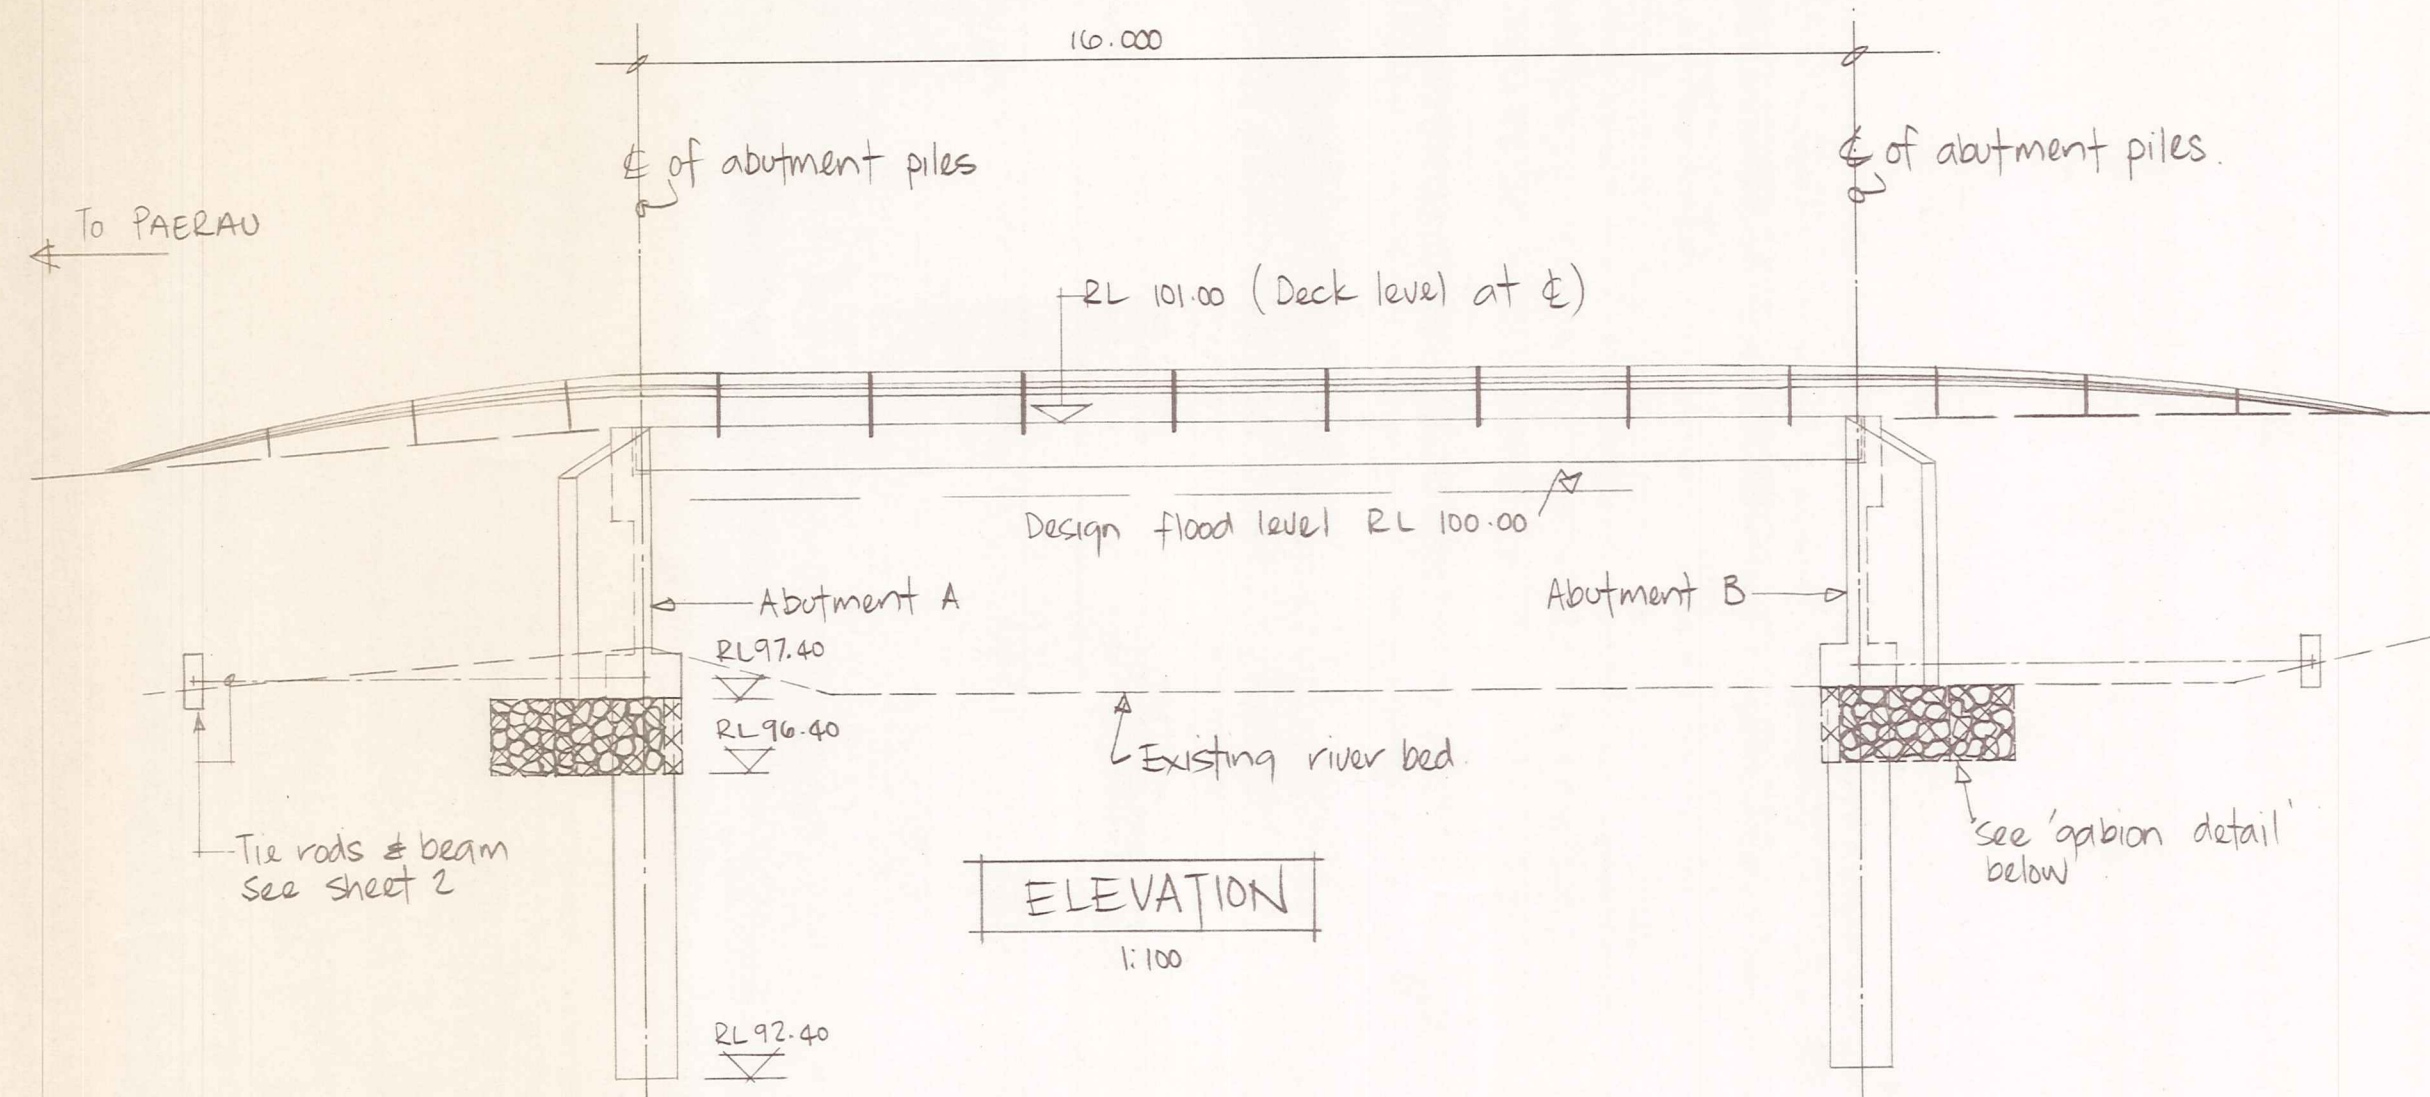 16.000
℄ of abutment piles
℄ of abutment piles.
To PAERAU
RL 101.00 (Deck level at ℄)
Design flood level RL 100.00
Abutment A
Abutment B
RL97.40
RL96.40
Existing river bed.
Tie rods & beam
see sheet 2
see 'gabion detail'
below
ELEVATION
1:100
RL92.40